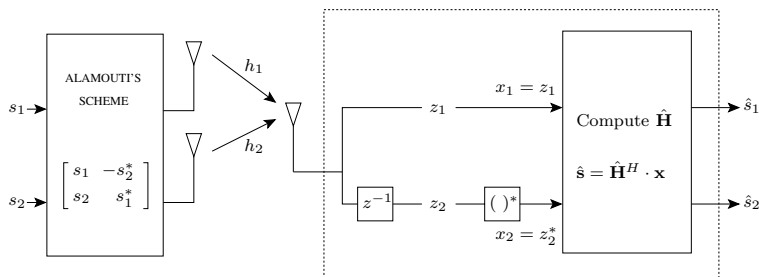 ALAMOUTI'S
SCHEME
s₁
s₂
[ s₁ −s₂* ]
[ s₂ s₁* ]
h₁
h₂
z₁
x₁ = z₁
z⁻¹
z₂
( )*
x₂ = z₂*
Compute Ĥ
ŝ = Ĥᴴ · x
ŝ₁
ŝ₂